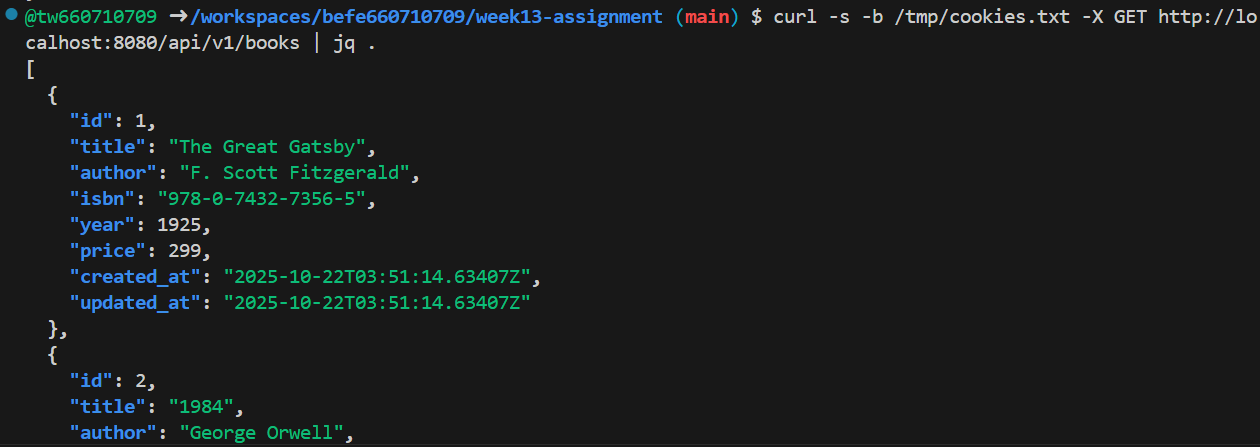 @tw660710709 ➜/workspaces/befe660710709/week13-assignment (main) $ curl -s -b /tmp/cookies.txt -X GET http://lo
calhost:8080/api/v1/books | jq .
[
  {
    "id": 1,
    "title": "The Great Gatsby",
    "author": "F. Scott Fitzgerald",
    "isbn": "978-0-7432-7356-5",
    "year": 1925,
    "price": 299,
    "created_at": "2025-10-22T03:51:14.63407Z",
    "updated_at": "2025-10-22T03:51:14.63407Z"
  },
  {
    "id": 2,
    "title": "1984",
    "author": "George Orwell",